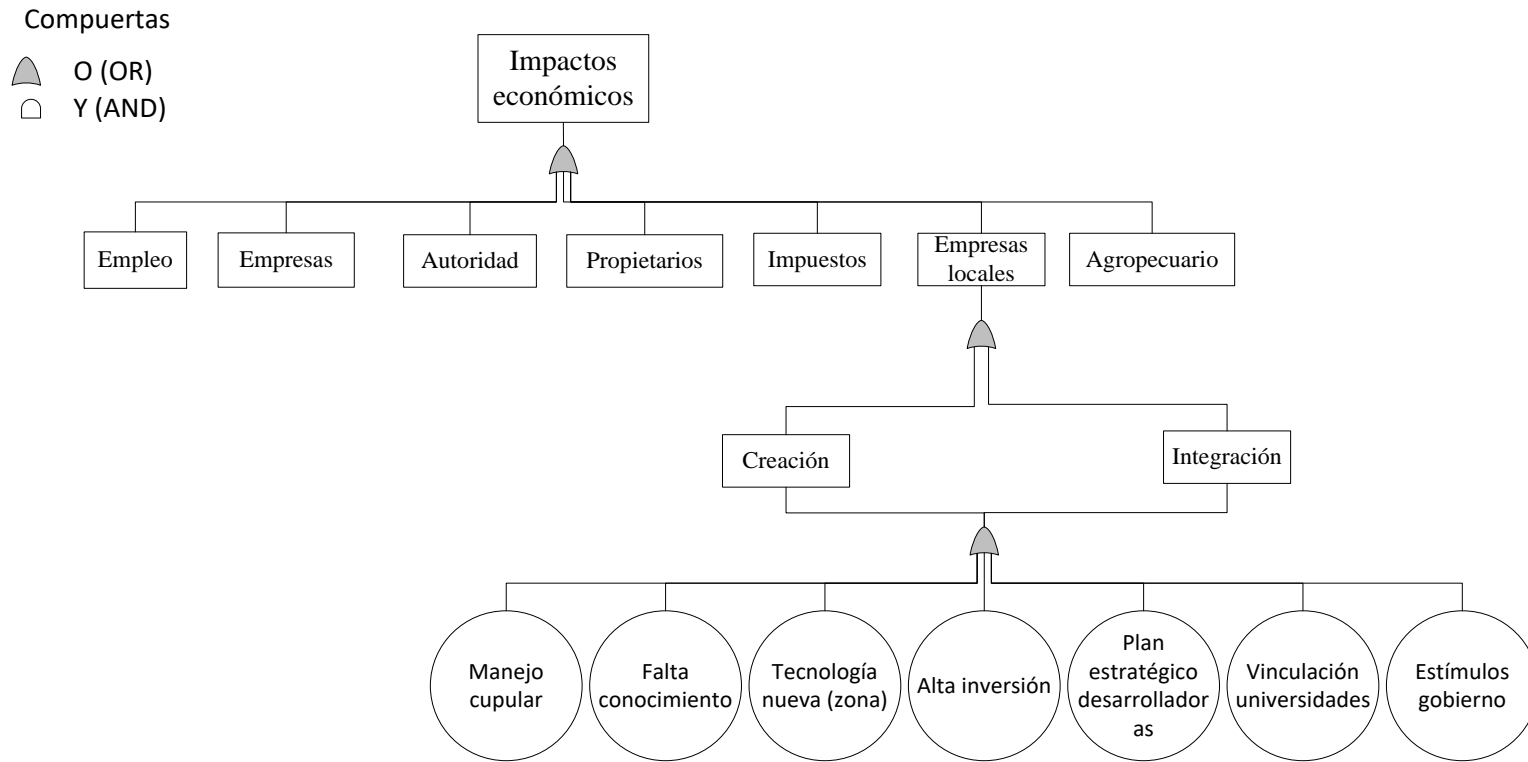 Compuertas
O (OR)
Y (AND)
Impactos
económicos
Empleo
Empresas
Autoridad
Propietarios
Impuestos
Empresas
locales
Agropecuario
Creación
Integración
Manejo
cupular
Falta
conocimiento
Tecnología
nueva (zona)
Alta inversión
Plan
estratégico
desarrollador
as
Vinculación
universidades
Estímulos
gobierno